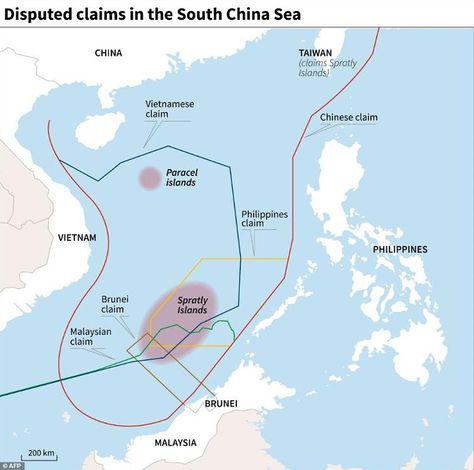 Disputed claims in the South China Sea
CHINA
TAIWAN
(claims Spratly
Islands)
Vietnamese
claim
Chinese claim
Paracel
islands
Philippines
claim
VIETNAM
PHILIPPINES
Brunei
claim
Spratly
Islands
Malaysian
claim
BRUNEI
MALAYSIA
200 km
© AFP